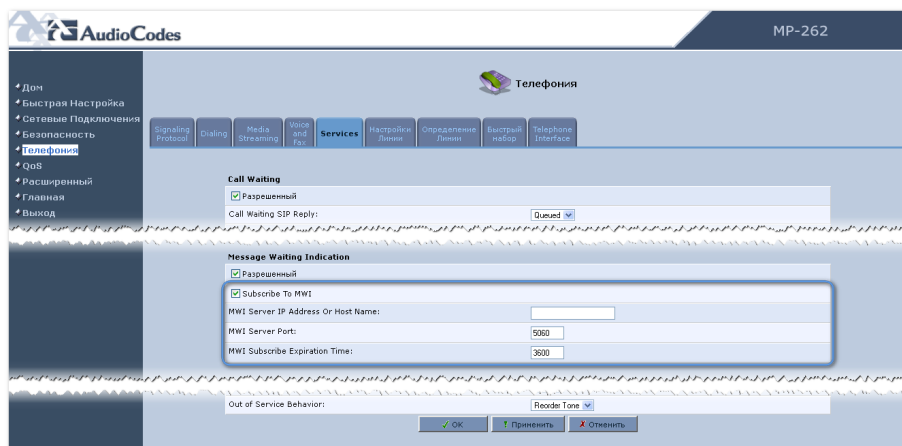 AudioCodes
MP-262
Дом
Быстрая Настройка
Сетевые Подключения
Безопасность
Телефония
QoS
Расширенный
Главная
Выход
Телефония
Signaling Protocol
Dialing
Media Streaming
Voice and Fax
Services
Настройки Линии
Определение Линии
Быстрый набор
Telephone Interface
Call Waiting
Разрешенный
Call Waiting SIP Reply:
Queued
Message Waiting Indication
Разрешенный
Subscribe To MWI
MWI Server IP Address Or Host Name:
MWI Server Port:
5060
MWI Subscribe Expiration Time:
3600
Out of Service Behavior:
Reorder Tone
OK
Применить
Отменить